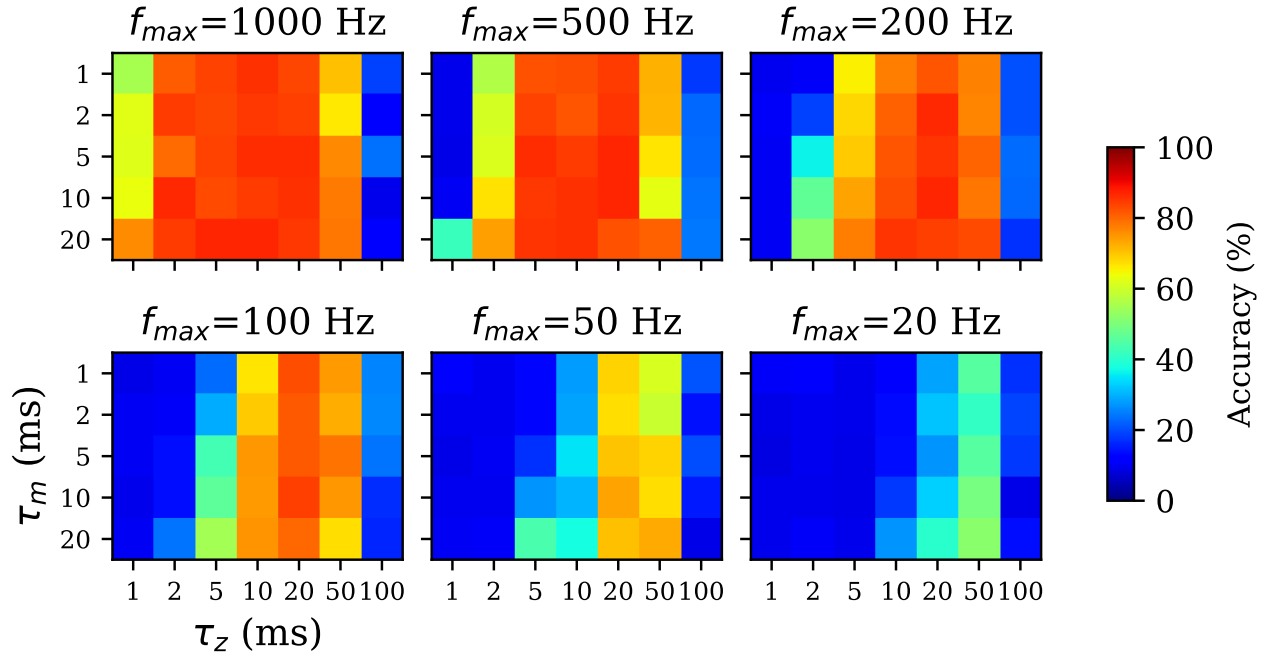 f_max=1000 Hz
f_max=500 Hz
f_max=200 Hz
1
2
5
10
20
100
80
60
40
20
0
Accuracy (%)
f_max=100 Hz
f_max=50 Hz
f_max=20 Hz
τ_m (ms)
1
2
5
10
20
1 2 5 10 20 50 100
1 2 5 10 20 50 100
1 2 5 10 20 50 100
τ_z (ms)